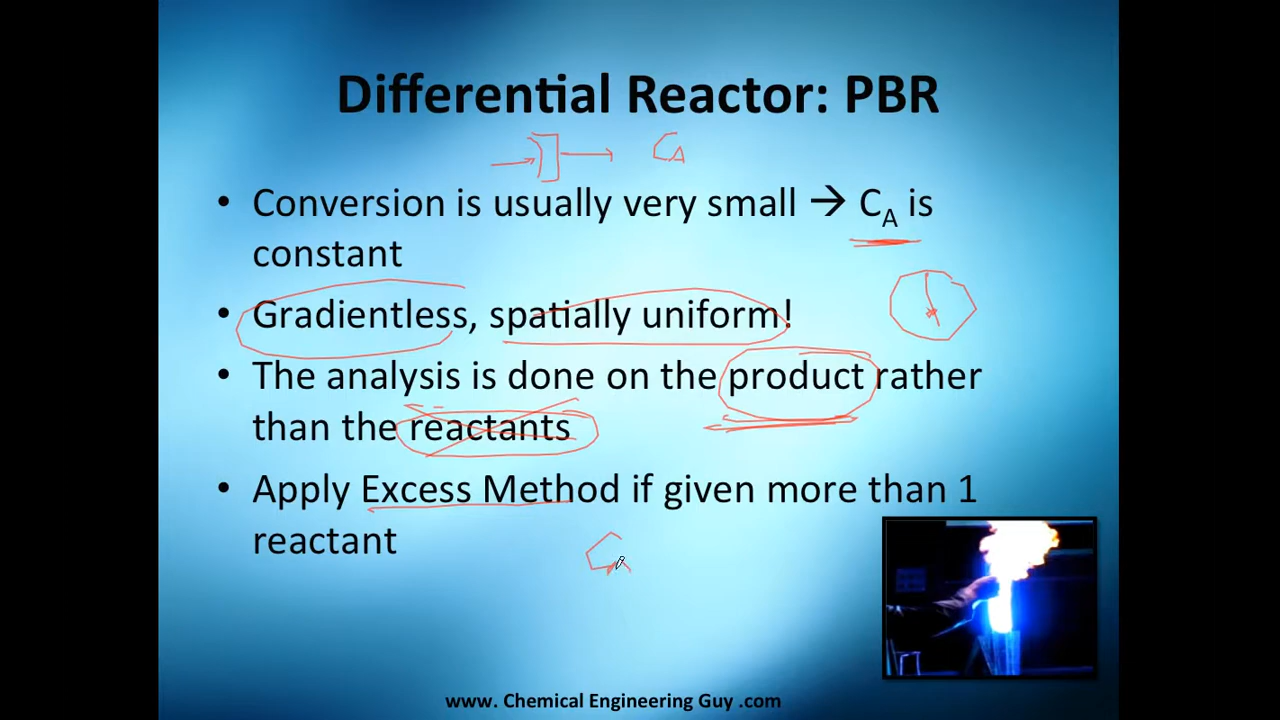 Differential Reactor: PBR
CA
• Conversion is usually very small → CA is
constant
• Gradientless, spatially uniform!
• The analysis is done on the product rather
than the reactants
• Apply Excess Method if given more than 1
reactant
CA
www. Chemical Engineering Guy .com